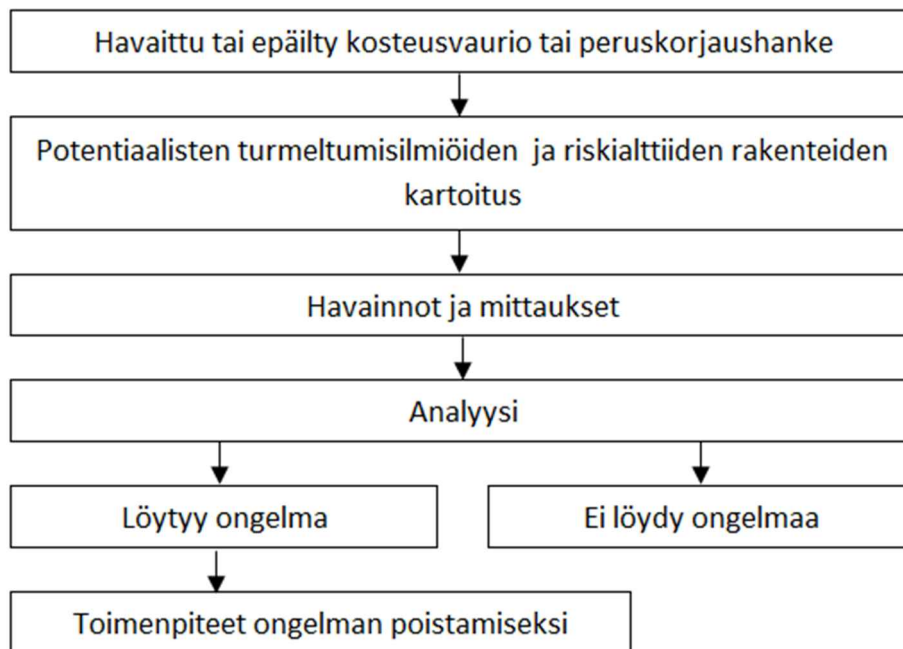 Havaittu tai epäilty kosteusvaurio tai peruskorjaushanke
Potentiaalisten turmeltumisilmiöiden ja riskialttiiden rakenteiden
kartoitus
Havainnot ja mittaukset
Analyysi
Löytyy ongelma
Ei löydy ongelmaa
Toimenpiteet ongelman poistamiseksi